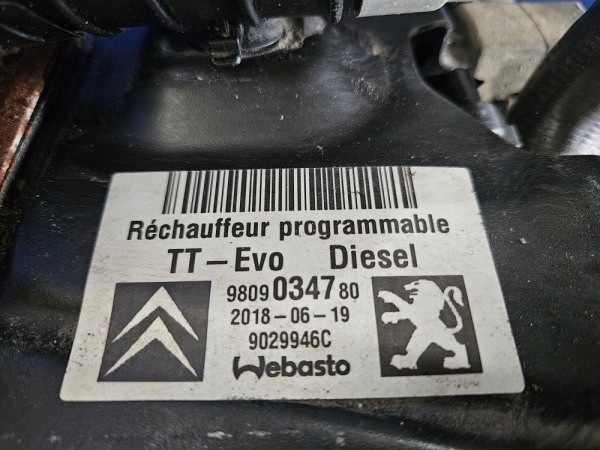 Réchauffeur programmable
TT-Evo Diesel
9809034780
2018-06-19
9029946C
Webasto